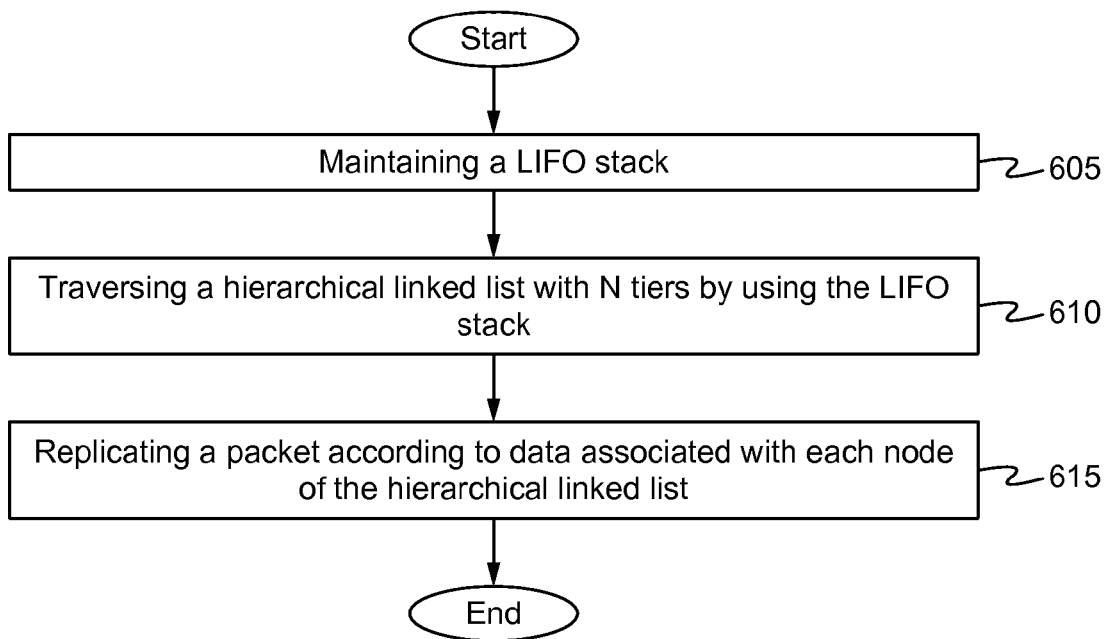 Start
Maintaining a LIFO stack
605
Traversing a hierarchical linked list with N tiers by using the LIFO
stack
610
Replicating a packet according to data associated with each node
of the hierarchical linked list
615
End